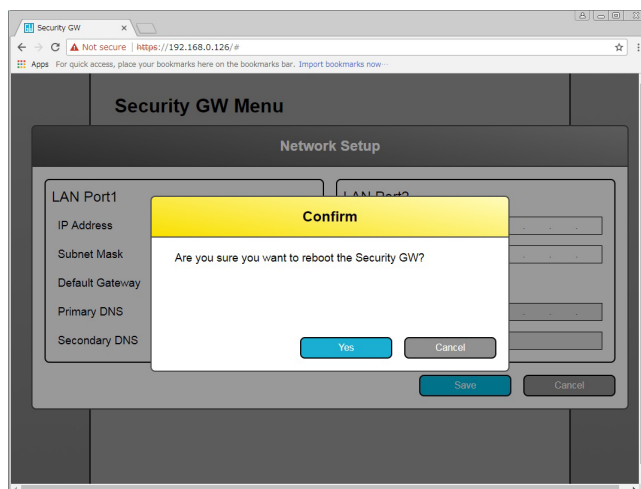 Security GW
Not secure | https://192.168.0.126/#
Apps For quick access, place your bookmarks here on the bookmarks bar. Import bookmarks now...
Security GW Menu
Network Setup
LAN Port1
LAN Port2
IP Address
Subnet Mask
Default Gateway
Primary DNS
Secondary DNS
Confirm
Are you sure you want to reboot the Security GW?
Yes
Cancel
Save
Cancel